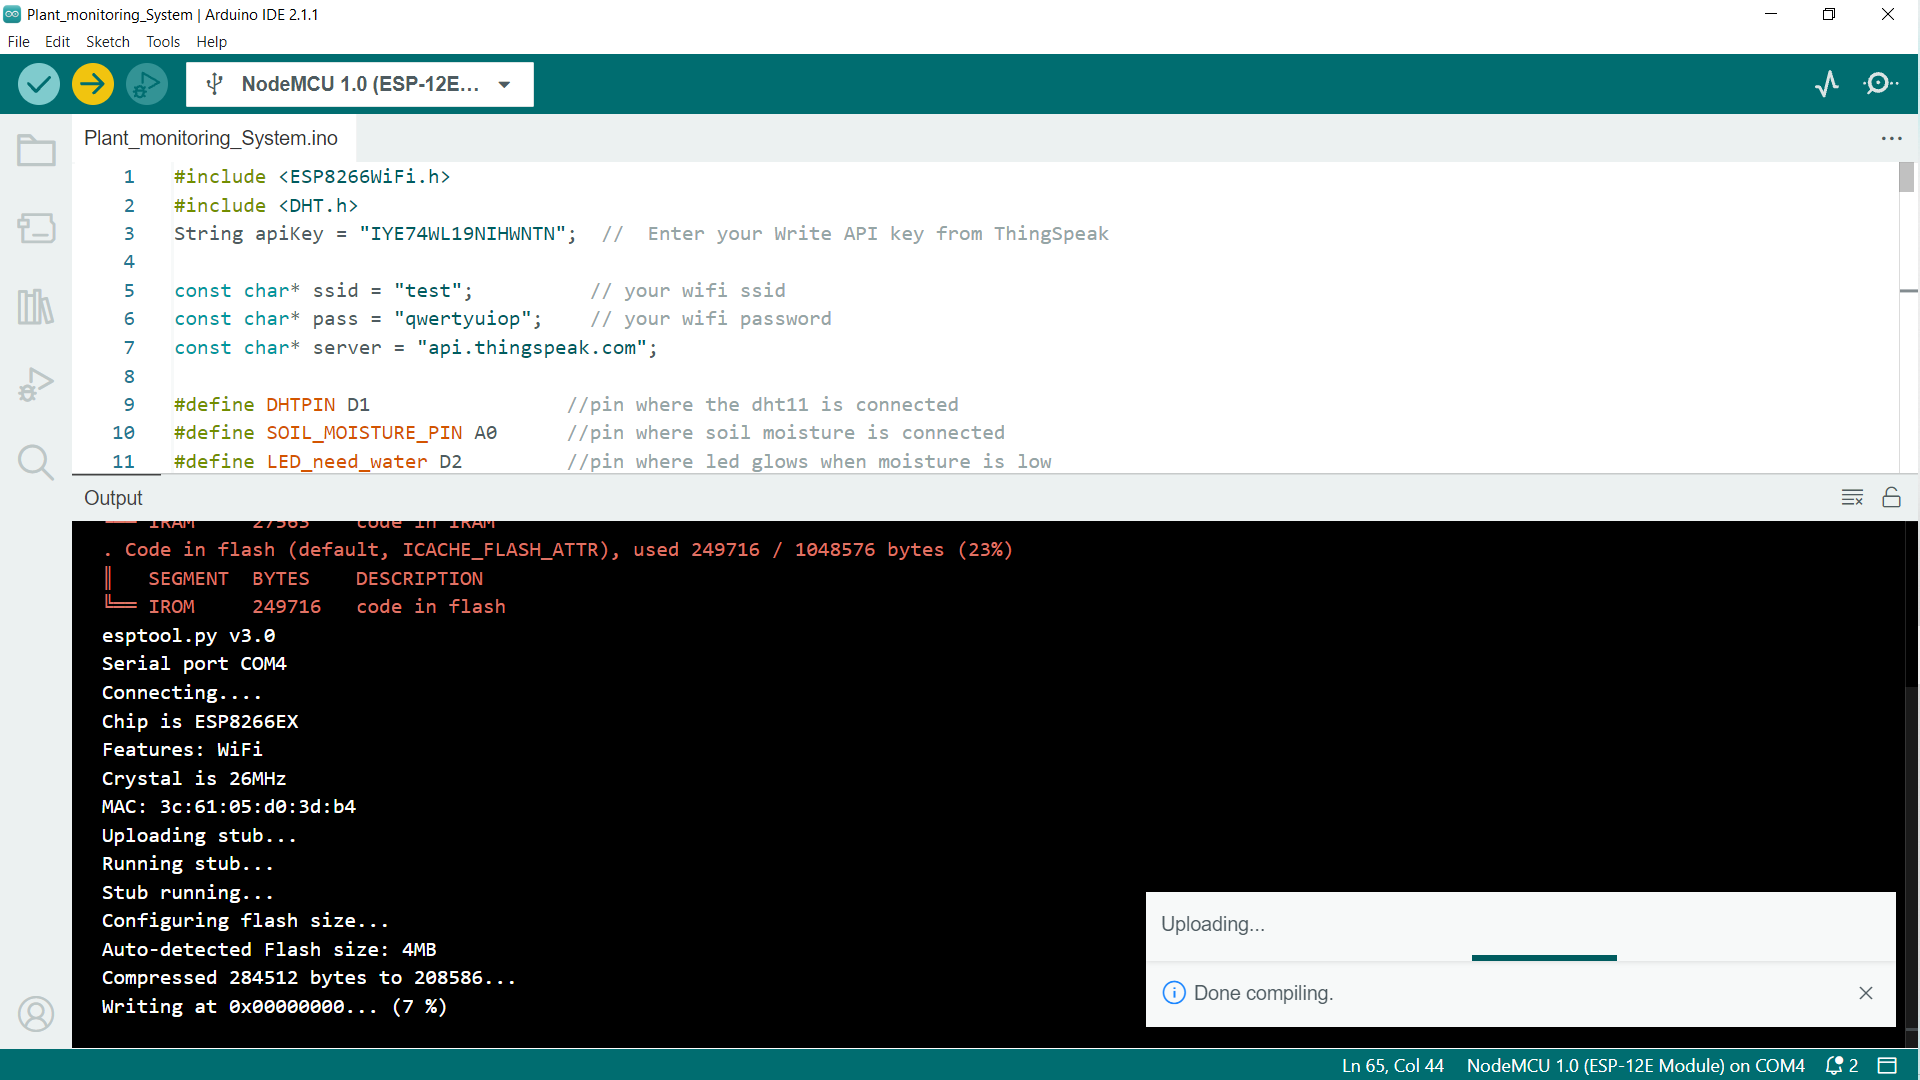 Plant_monitoring_System | Arduino IDE 2.1.1
File Edit Sketch Tools Help
NodeMCU 1.0 (ESP-12E...
Plant_monitoring_System.ino
1 #include <ESP8266WiFi.h>
2 #include <DHT.h>
3 String apiKey = "IYE74WL19NIHWNTN";  //  Enter your Write API key from ThingSpeak
4
5 const char* ssid = "test";          // your wifi ssid
6 const char* pass = "qwertyuiop";    // your wifi password
7 const char* server = "api.thingspeak.com";
8
9 #define DHTPIN D1                 //pin where the dht11 is connected
10 #define SOIL_MOISTURE_PIN A0      //pin where soil moisture is connected
11 #define LED_need_water D2         //pin where led glows when moisture is low
Output
╠══ IRAM     27563    code in IRAM
. Code in flash (default, ICACHE_FLASH_ATTR), used 249716 / 1048576 bytes (23%)
║   SEGMENT  BYTES    DESCRIPTION
╚══ IROM     249716   code in flash
esptool.py v3.0
Serial port COM4
Connecting....
Chip is ESP8266EX
Features: WiFi
Crystal is 26MHz
MAC: 3c:61:05:d0:3d:b4
Uploading stub...
Running stub...
Stub running...
Configuring flash size...
Auto-detected Flash size: 4MB
Compressed 284512 bytes to 208586...
Writing at 0x00000000... (7 %)
Uploading...
Done compiling.
Ln 65, Col 44 NodeMCU 1.0 (ESP-12E Module) on COM4 2